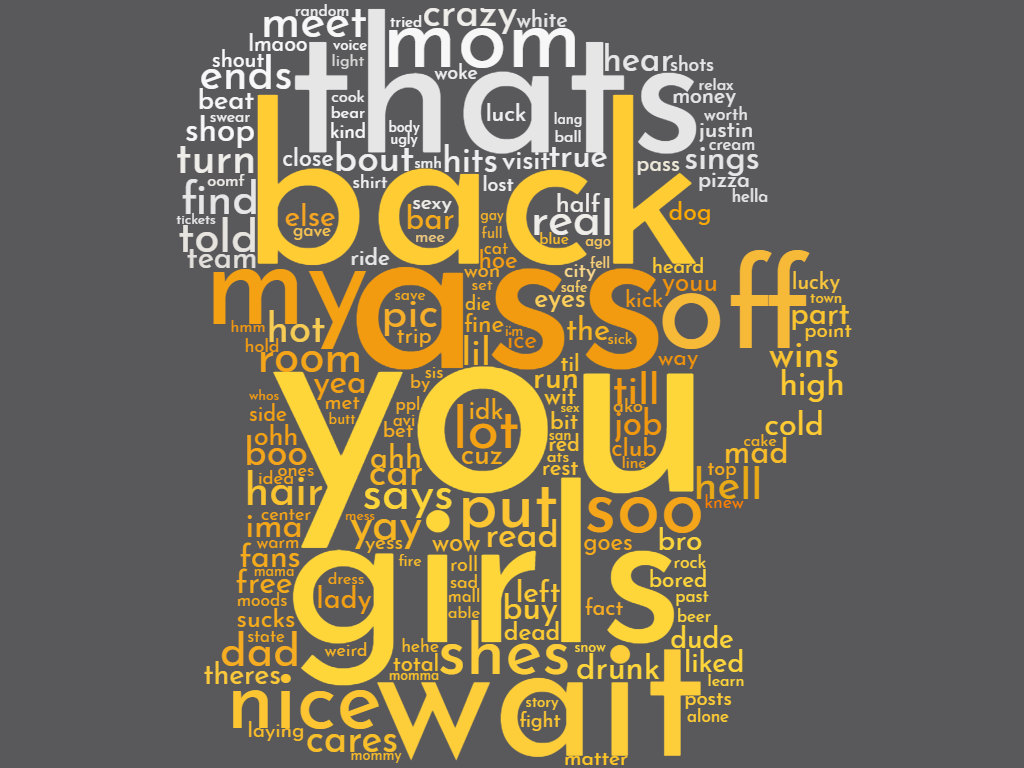 random
meet tried crazy white
lmaoo voice mom
shout light hear shots
ends thats woke relax
beat cook luck money
swear bear lang worth
shop kind body ugly ball justin
turn close bout smh hits visit true cream
oomf shirt lost pass sings
find back half pizza
hella
tickets else gave sexy bar mee gay full real dog
told blue ago
team ride cat hoe fell heard
my ass won set city safe eyes kick youu off lucky
save pic trip die town
hmm hot fine i'm ice the sick part
hold point
room lil til way wins
yea sis by run till high
whos met butt ppl avi wit sex ako
side you idk lot cuz bit job cold
ohh bet san red club cake
boo ahh ats line mad
ones idea car rest top
hair says put hell
center mess soo knew
ima yay read
warm yess wow goes bro
fans fire roll rock
mama dress sad bored
free girls left
moods lady mall fact past
sucks able buy beer
state dead dude
dad weird hehe shes snow
theres total drunk liked
momma learn
nice wait story posts
laying fight alone
cares
mommy matter